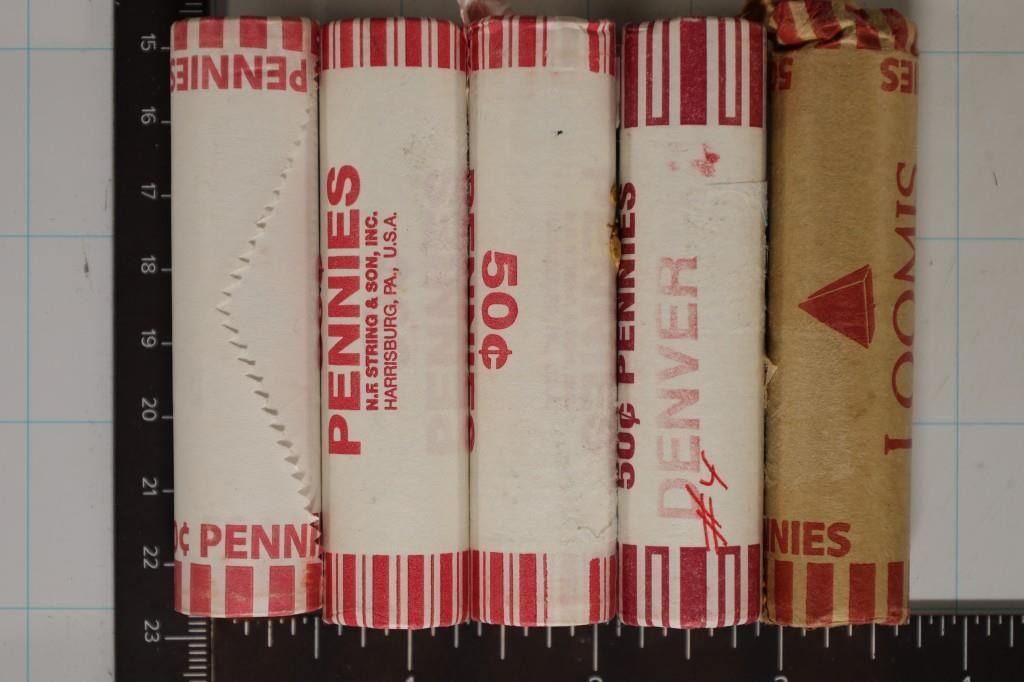 15
16
17
18
19
20
21
22
23
PENNIES
¢ PENNI
PENNIES
N.F. STRING & SON, INC.
HARRISBURG, PA., U.S.A.
50¢
50¢ PENNIES
DENVER
#4
NIES